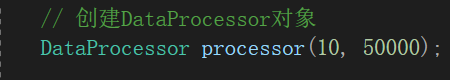 // 创建DataProcessor对象
DataProcessor processor(10, 50000);